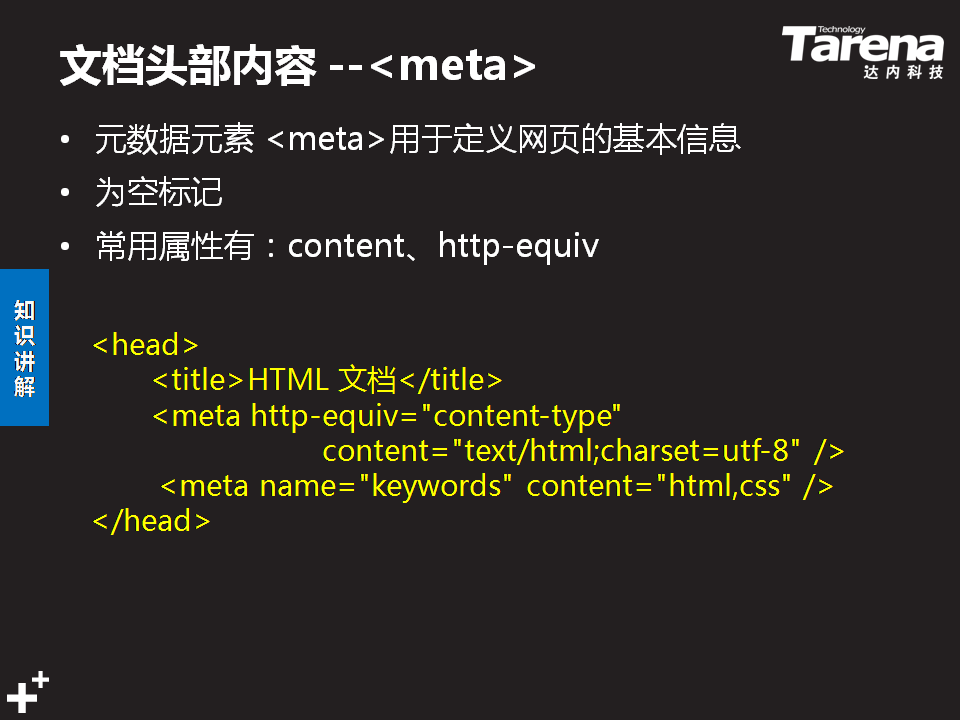 文档头部内容 --<meta>
Technology
Tarena
达内科技
• 元数据元素 <meta>用于定义网页的基本信息
• 为空标记
• 常用属性有：content、http-equiv
知识讲解
<head>
<title>HTML 文档</title>
<meta http-equiv="content-type"
content="text/html;charset=utf-8" />
<meta name="keywords" content="html,css" />
</head>